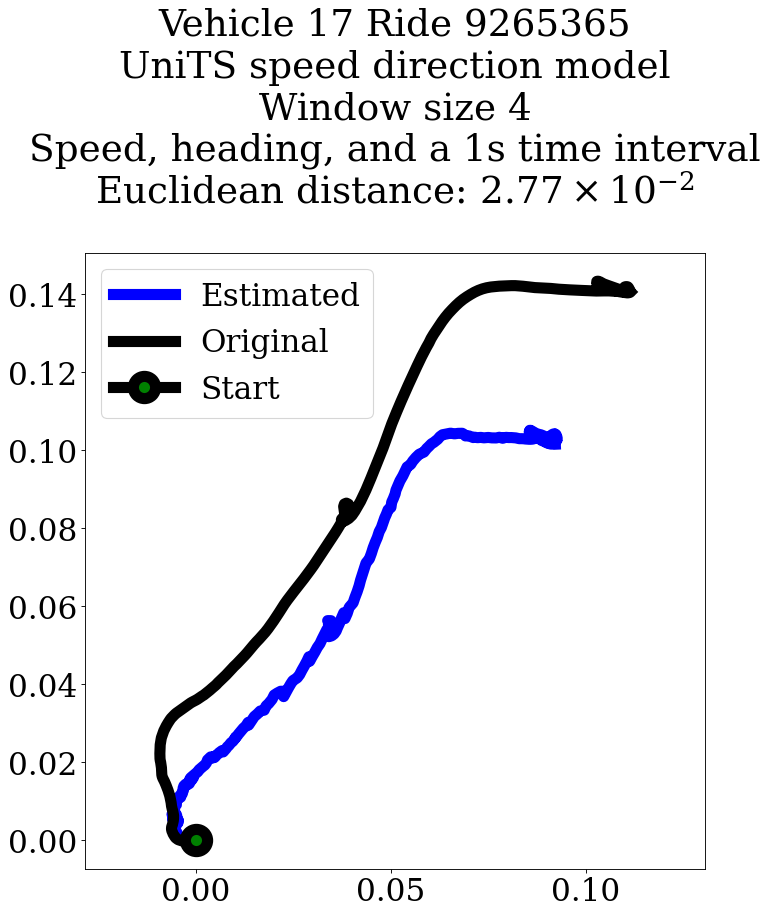 Vehicle 17 Ride 9265365
UniTS speed direction model
Window size 4
Speed, heading, and a 1s time interval
Euclidean distance: 2.77 × 10⁻²
Estimated
Original
Start
0.14
0.12
0.10
0.08
0.06
0.04
0.02
0.00
0.00 0.05 0.10